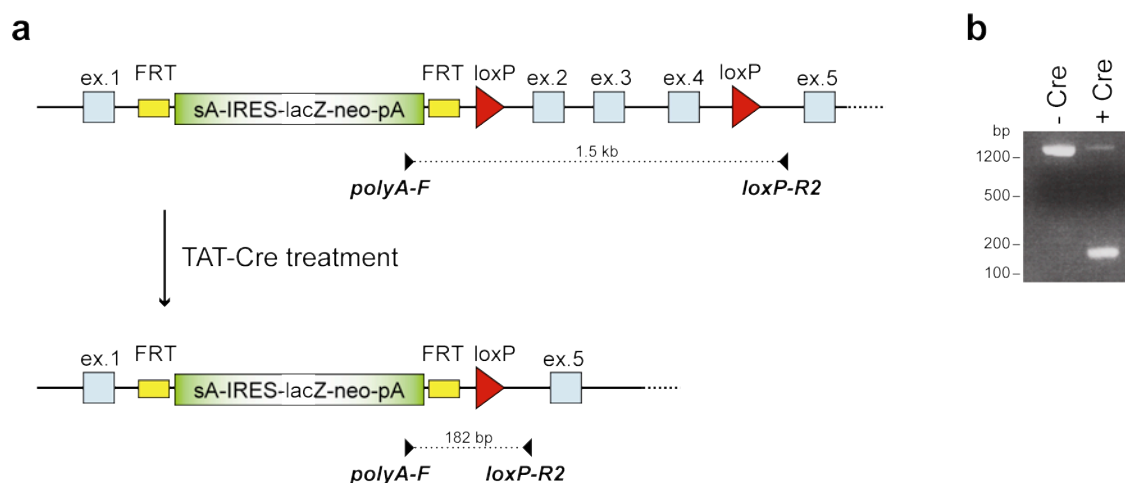 a
ex.1 FRT FRT loxP ex.2 ex.3 ex.4 loxP ex.5
sA-IRES-lacZ-neo-pA
1.5 kb
polyA-F loxP-R2
TAT-Cre treatment
ex.1 FRT FRT loxP ex.5
sA-IRES-lacZ-neo-pA
182 bp
polyA-F loxP-R2
b
- Cre
+ Cre
bp
1200
500
200
100